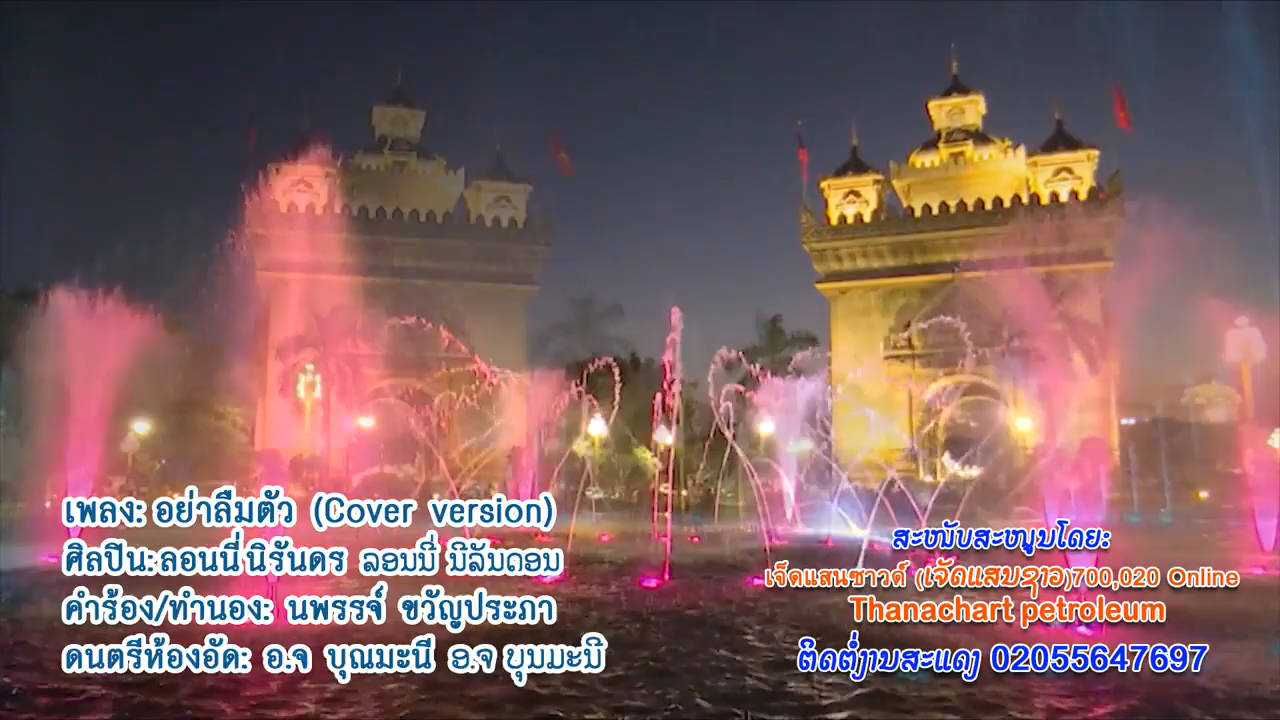 เพลง: อย่าลืมตัว (Cover version)
ศิลปิน: ลอนนี่ นิรันดร ລອນນີ່ ນິລັນດອນ
คำร้อง/ทำนอง: นพรรจ์ ขวัญประภา
ดนตรีห้องอัด: อ.จ บุณมะนี อ.จ ບຸນມະນີ
ສະໜັບສະໜູນໂດຍ:
เจ็ดแสนซาวด์ (ເຈັດແສນຊາວ)700,020 Online
Thanachart petroleum
ຕິດຕໍ່ງານສະແດງ 02055647697